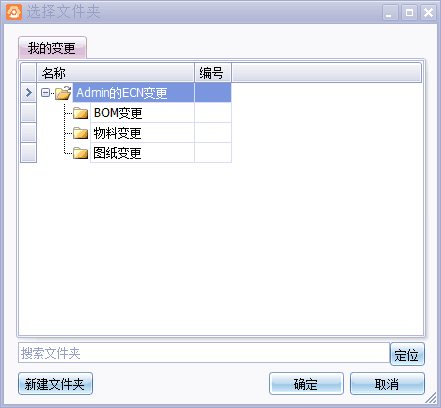 选择文件夹
我的变更
名称 编号
Admin的ECN变更
BOM变更
物料变更
图纸变更
搜索文件夹 定位
新建文件夹 确定 取消